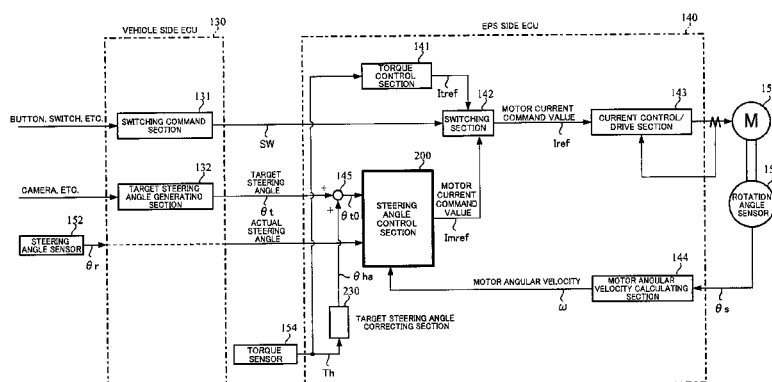 VEHICLE SIDE ECU
130
EPS SIDE ECU
140
141
TORQUE
CONTROL
SECTION
Itref
142
143
131
BUTTON, SWITCH, ETC.
SWITCHING COMMAND
SECTION
SW
SWITCHING
SECTION
MOTOR CURRENT
COMMAND VALUE
Iref
CURRENT CONTROL/
DRIVE SECTION
M
132
200
CAMERA, ETC.
TARGET STEERING
ANGLE GENERATING
SECTION
TARGET
STEERING
ANGLE
θt
+
+
145
θt0
STEERING
ANGLE
CONTROL
SECTION
MOTOR
CURRENT
COMMAND
VALUE
Imref
ROTATION
ANGLE
SENSOR
152
STEERING
ANGLE SENSOR
θr
ACTUAL
STEERING
ANGLE
θha
MOTOR ANGULAR VELOCITY
ω
144
MOTOR ANGULAR
VELOCITY CALCULATING
SECTION
θs
230
TARGET STEERING ANGLE
CORRECTING SECTION
154
TORQUE
SENSOR
Th